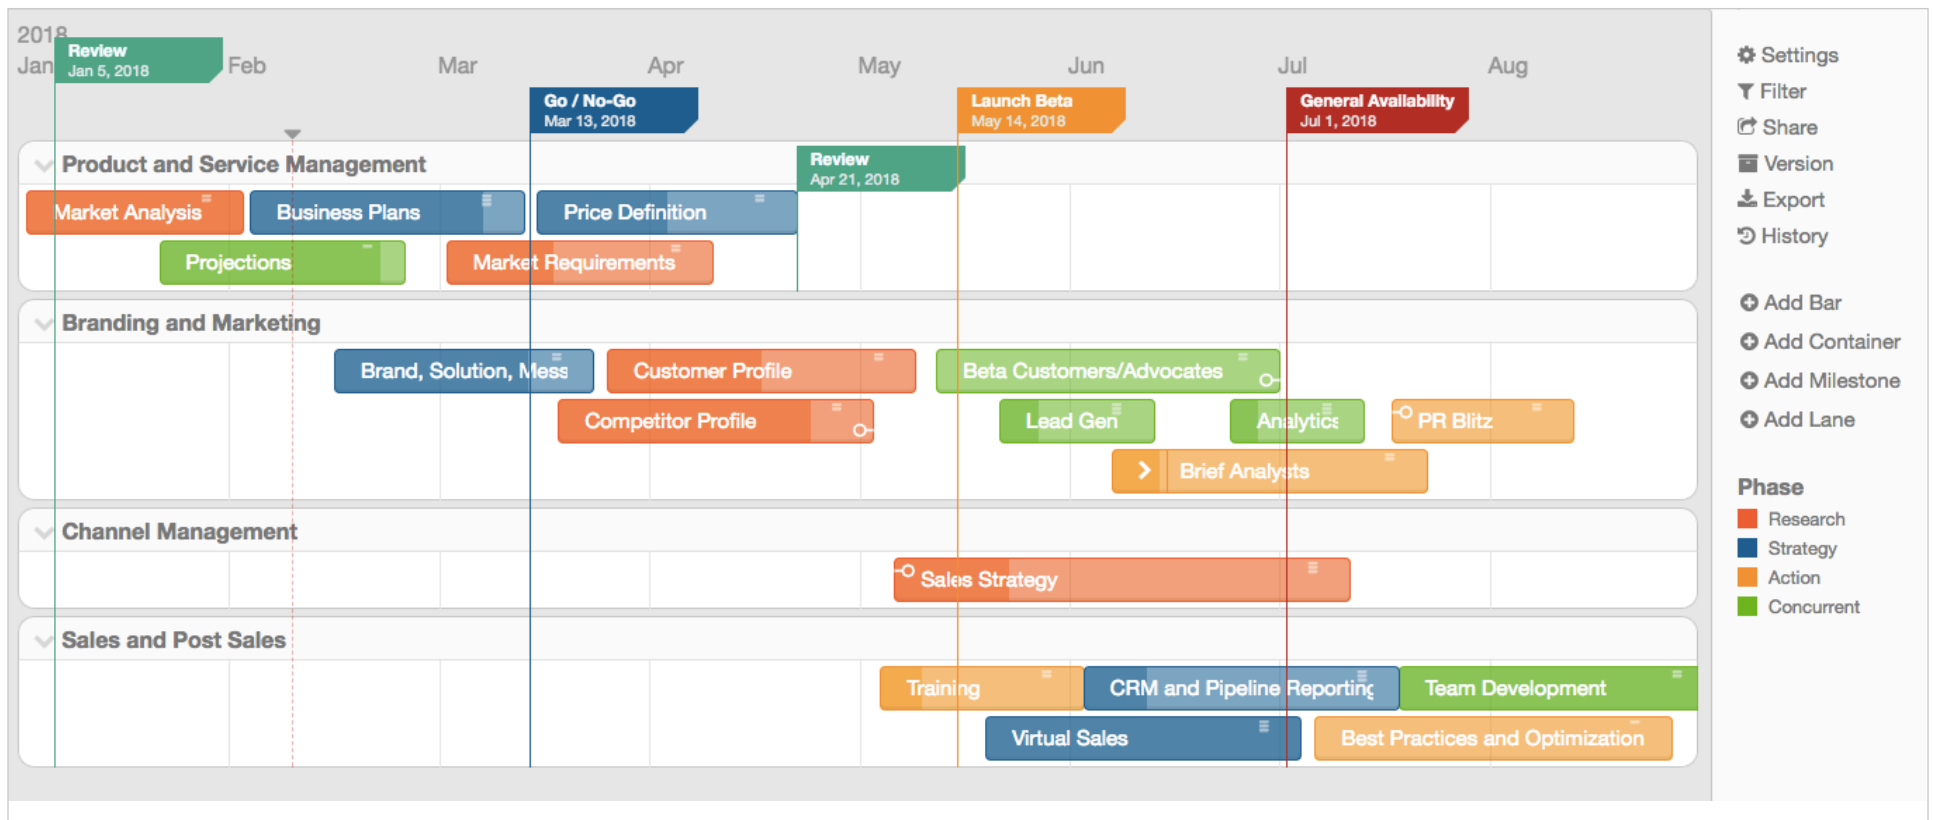 2018
Jan
Feb
Mar
Apr
May
Jun
Jul
Aug
Review
Jan 5, 2018
Go / No-Go
Mar 13, 2018
Launch Beta
May 14, 2018
General Availability
Jul 1, 2018
Product and Service Management
Review
Apr 21, 2018
Market Analysis
Business Plans
Price Definition
Projections
Market Requirements
Branding and Marketing
Brand, Solution, Mess
Customer Profile
Beta Customers/Advocates
Competitor Profile
Lead Gen
Analytics
PR Blitz
Brief Analysts
Channel Management
Sales Strategy
Sales and Post Sales
Training
CRM and Pipeline Reporting
Team Development
Virtual Sales
Best Practices and Optimization
Settings
Filter
Share
Version
Export
History
Add Bar
Add Container
Add Milestone
Add Lane
Phase
Research
Strategy
Action
Concurrent